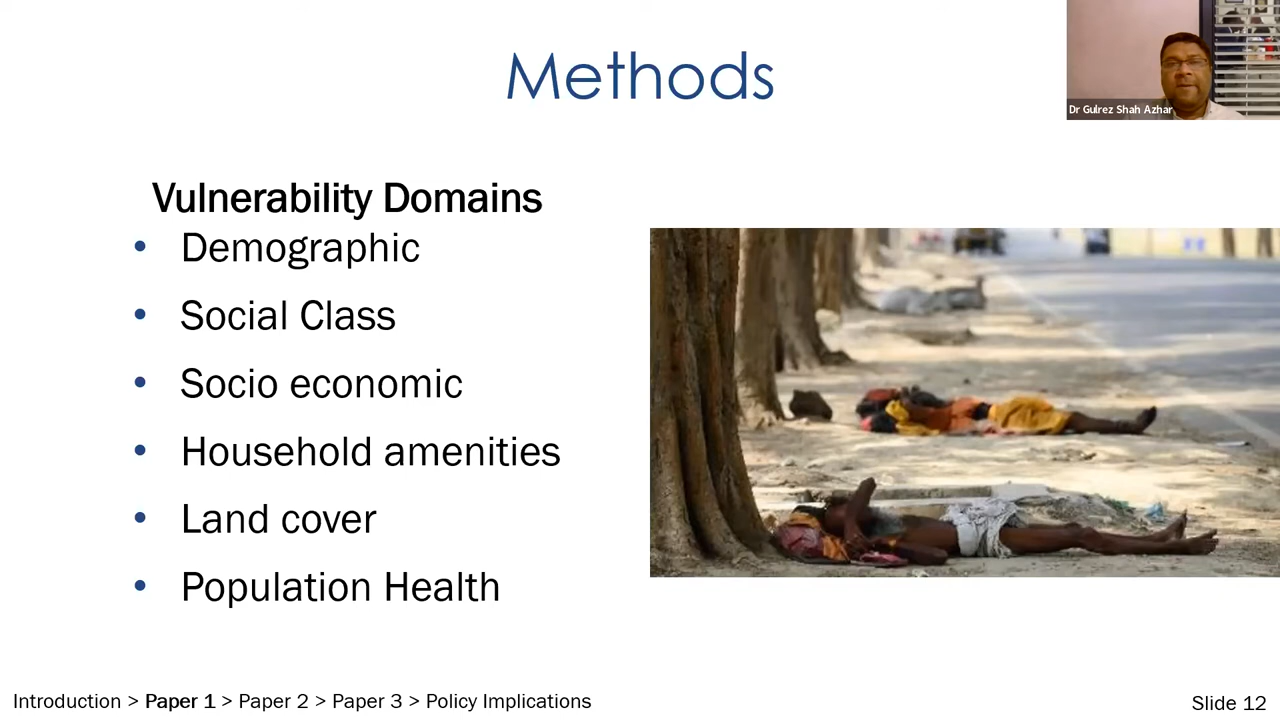 Methods
Dr Gulrez Shah Azhar
Vulnerability Domains
• Demographic
• Social Class
• Socio economic
• Household amenities
• Land cover
• Population Health
Introduction > Paper 1 > Paper 2 > Paper 3 > Policy Implications
Slide 12